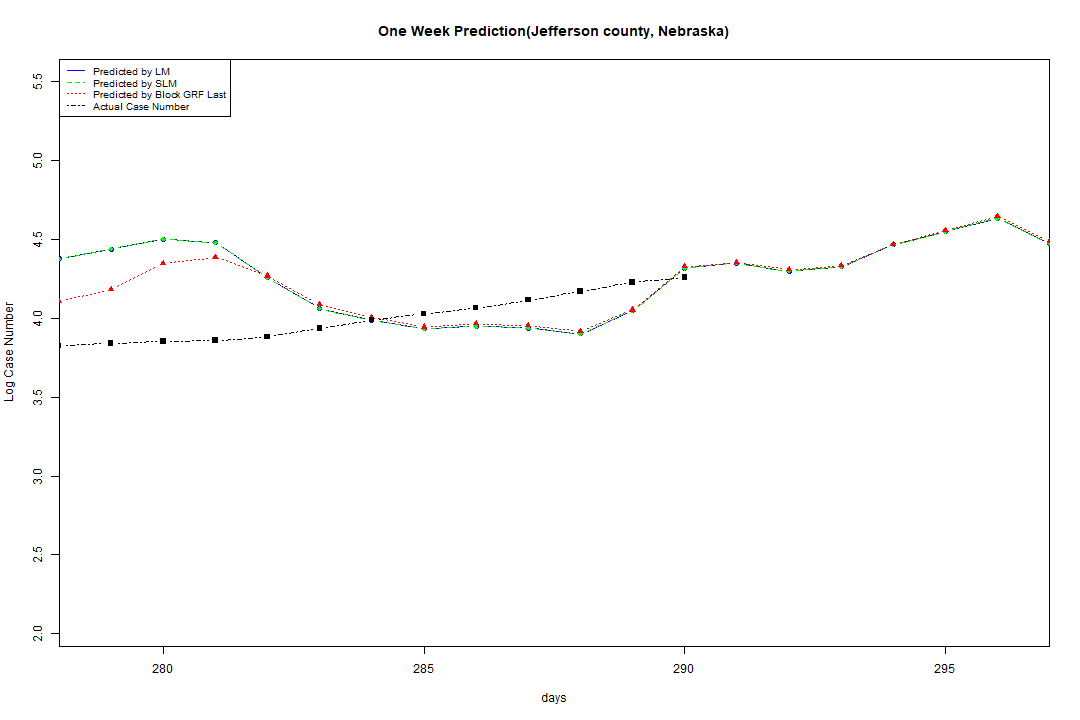 One Week Prediction(Jefferson county, Nebraska)
Predicted by LM
Predicted by SLM
Predicted by Block GRF Last
Actual Case Number
5.5
5.0
4.5
4.0
3.5
3.0
2.5
2.0
Log Case Number
280 285 290 295
days